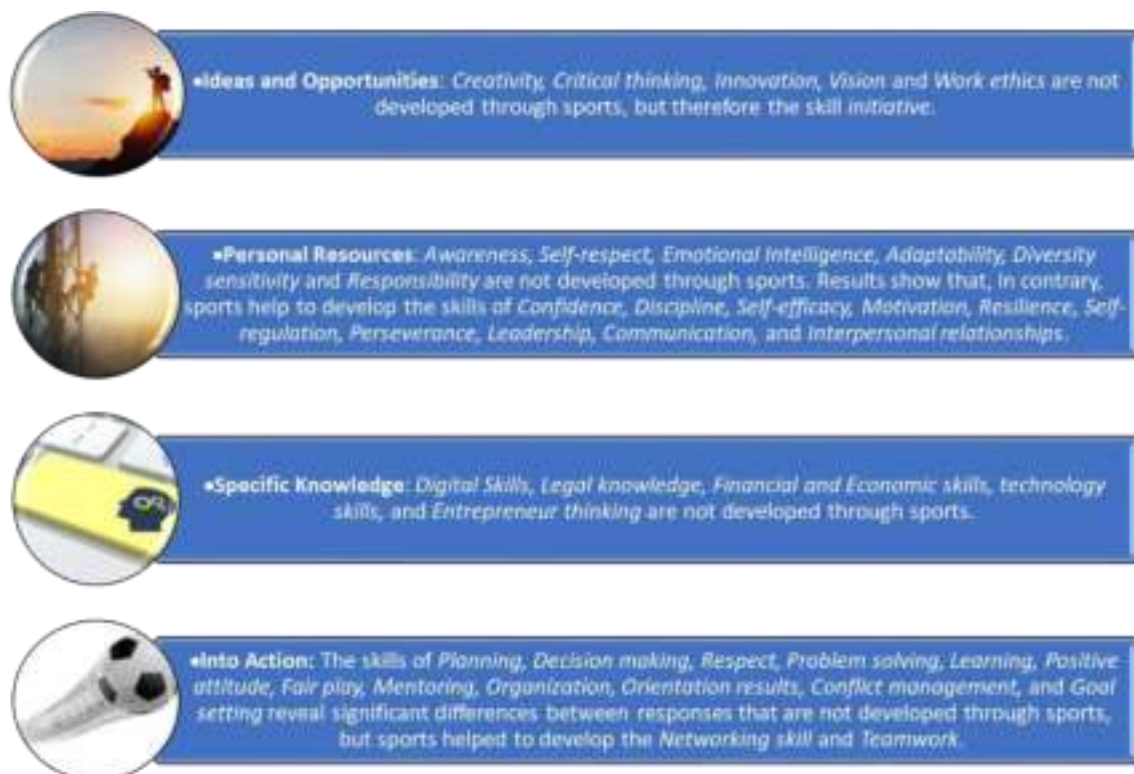 •Ideas and Opportunities: Creativity, Critical thinking, Innovation, Vision and Work ethics are not
developed through sports, but therefore the skill initiative.
•Personal Resources: Awareness, Self-respect, Emotional Intelligence, Adaptability, Diversity
sensitivity and Responsibility are not developed through sports. Results show that, in contrary,
sports help to develop the skills of Confidence, Discipline, Self-efficacy, Motivation, Resilience, Self-
regulation, Perseverance, Leadership, Communication, and Interpersonal relationships.
•Specific Knowledge: Digital Skills, Legal knowledge, Financial and Economic skills, technology
skills, and Entrepreneur thinking are not developed through sports.
•Into Action: The skills of Planning, Decision making, Respect, Problem solving, Learning, Positive
attitude, Fair play, Mentoring, Organization, Orientation results, Conflict management, and Goal
setting reveal significant differences between responses that are not developed through sports,
but sports helped to develop the Networking skill and Teamwork.